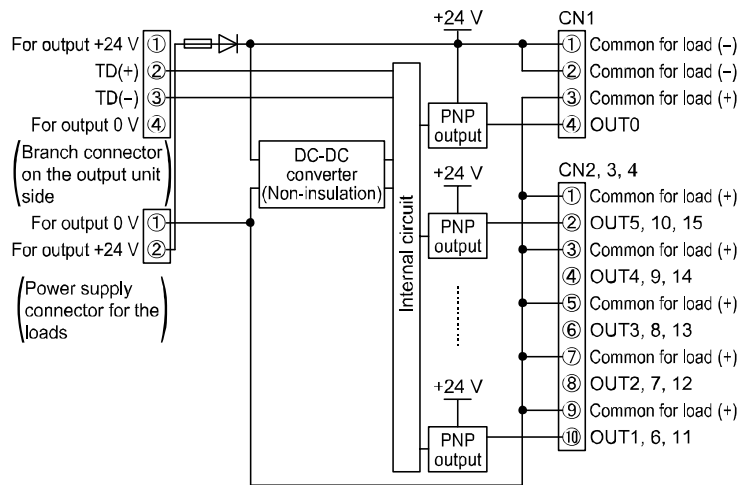 For output +24 V ①
TD(+) ②
TD(−) ③
For output 0 V ④
(Branch connector
on the output unit
side)
For output 0 V ①
For output +24 V ②
(Power supply
connector for the
loads)
DC-DC
converter
(Non-insulation)
Internal circuit
+24 V
PNP
output
+24 V
PNP
output
+24 V
PNP
output
CN1
① Common for load (−)
② Common for load (−)
③ Common for load (+)
④ OUT0
CN2, 3, 4
① Common for load (+)
② OUT5, 10, 15
③ Common for load (+)
④ OUT4, 9, 14
⑤ Common for load (+)
⑥ OUT3, 8, 13
⑦ Common for load (+)
⑧ OUT2, 7, 12
⑨ Common for load (+)
⑩ OUT1, 6, 11